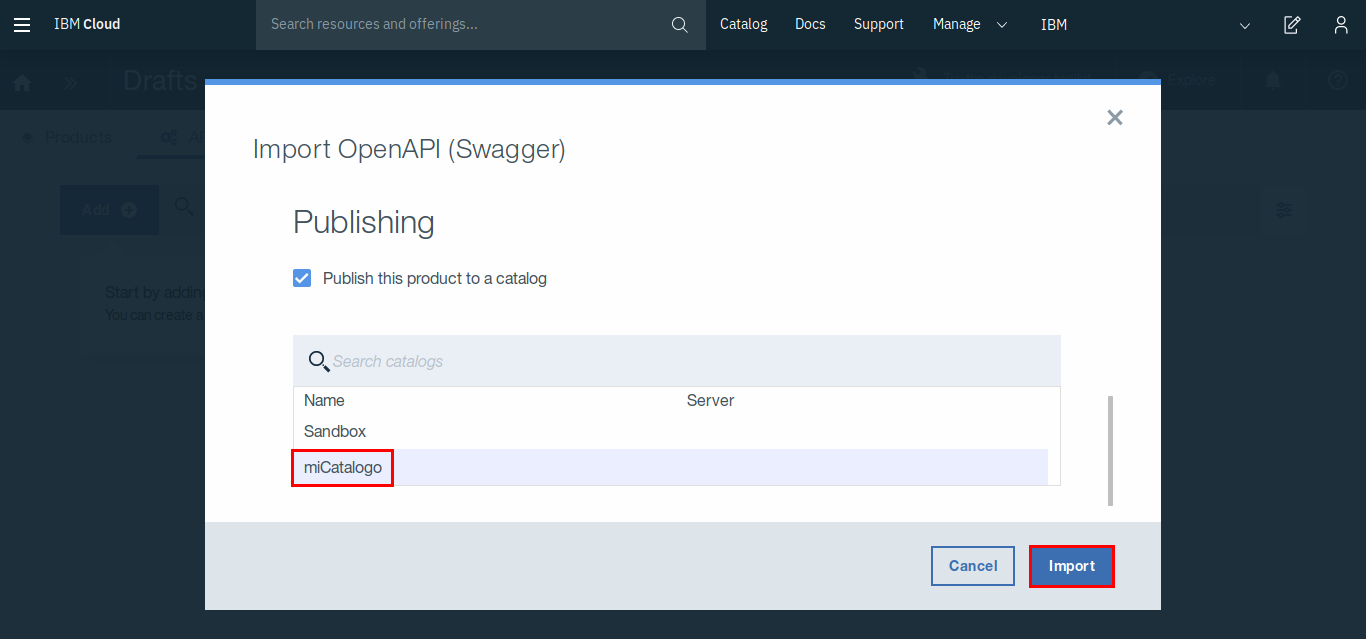 IBM Cloud
Search resources and offerings...
Catalog
Docs
Support
Manage
IBM
Drafts
Explore
Products
Add
Start by adding
You can create a
Import OpenAPI (Swagger)
Publishing
Publish this product to a catalog
Search catalogs
Name Server
Sandbox
miCatalogo
Cancel
Import